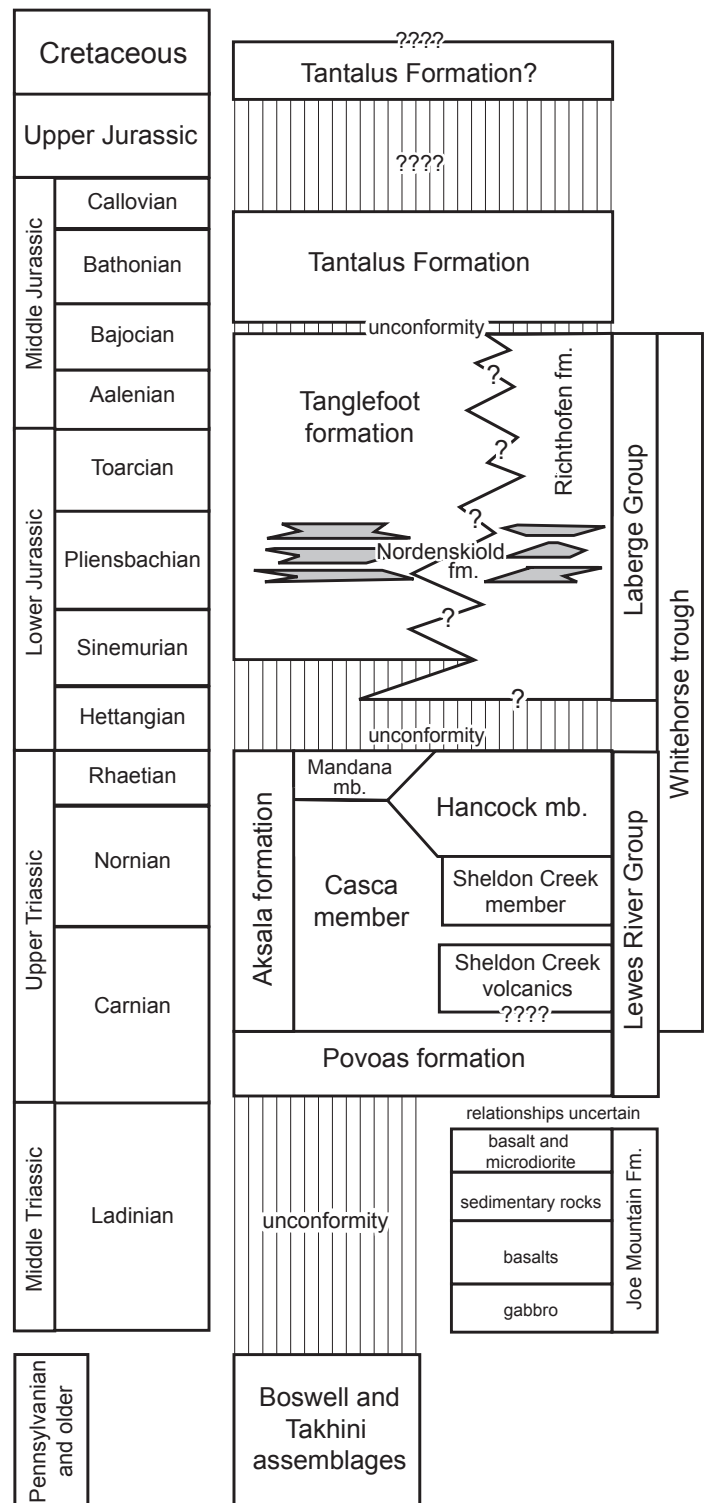 Cretaceous
Upper Jurassic
Middle Jurassic
Callovian
Bathonian
Bajocian
Aalenian
Lower Jurassic
Toarcian
Pliensbachian
Sinemurian
Hettangian
Upper Triassic
Rhaetian
Nornian
Carnian
Middle Triassic
Ladinian
Pennsylvanian
and older
????
Tantalus Formation?
????
Tantalus Formation
unconformity
Tanglefoot
formation
?
?
?
?
?
Richthofen fm.
Nordenskiold
fm.
?
unconformity
Laberge Group
Whitehorse trough
Aksala formation
Mandana
mb.
Hancock mb.
Casca
member
Sheldon Creek
member
Sheldon Creek
volcanics
????
Lewes River Group
Povoas formation
relationships uncertain
unconformity
basalt and
microdiorite
sedimentary rocks
basalts
gabbro
Joe Mountain Fm.
Boswell and
Takhini
assemblages